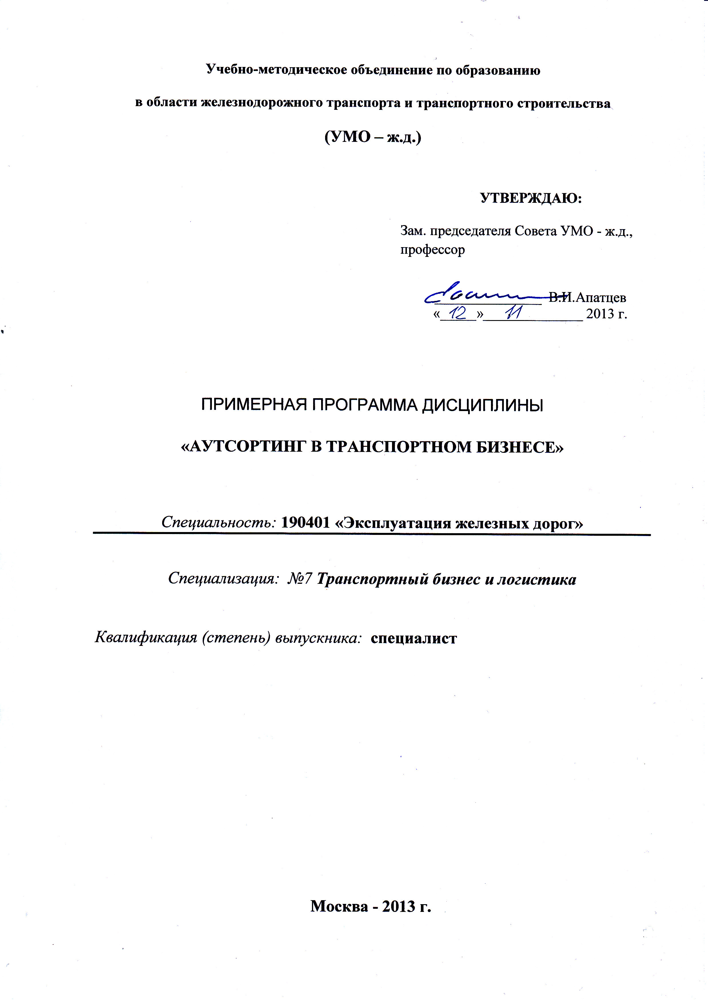 Учебно-методическое объединение по образованию
в области железнодорожного транспорта и транспортного строительства
(УМО – ж.д.)
УТВЕРЖДАЮ:
Зам. председателя Совета УМО - ж.д.,
профессор
В.И.Апатцев
« 12 » 11 2013 г.
ПРИМЕРНАЯ ПРОГРАММА ДИСЦИПЛИНЫ
«АУТСОРТИНГ В ТРАНСПОРТНОМ БИЗНЕСЕ»
Специальность: 190401 «Эксплуатация железных дорог»
Специализация: №7 Транспортный бизнес и логистика
Квалификация (степень) выпускника: специалист
Москва - 2013 г.